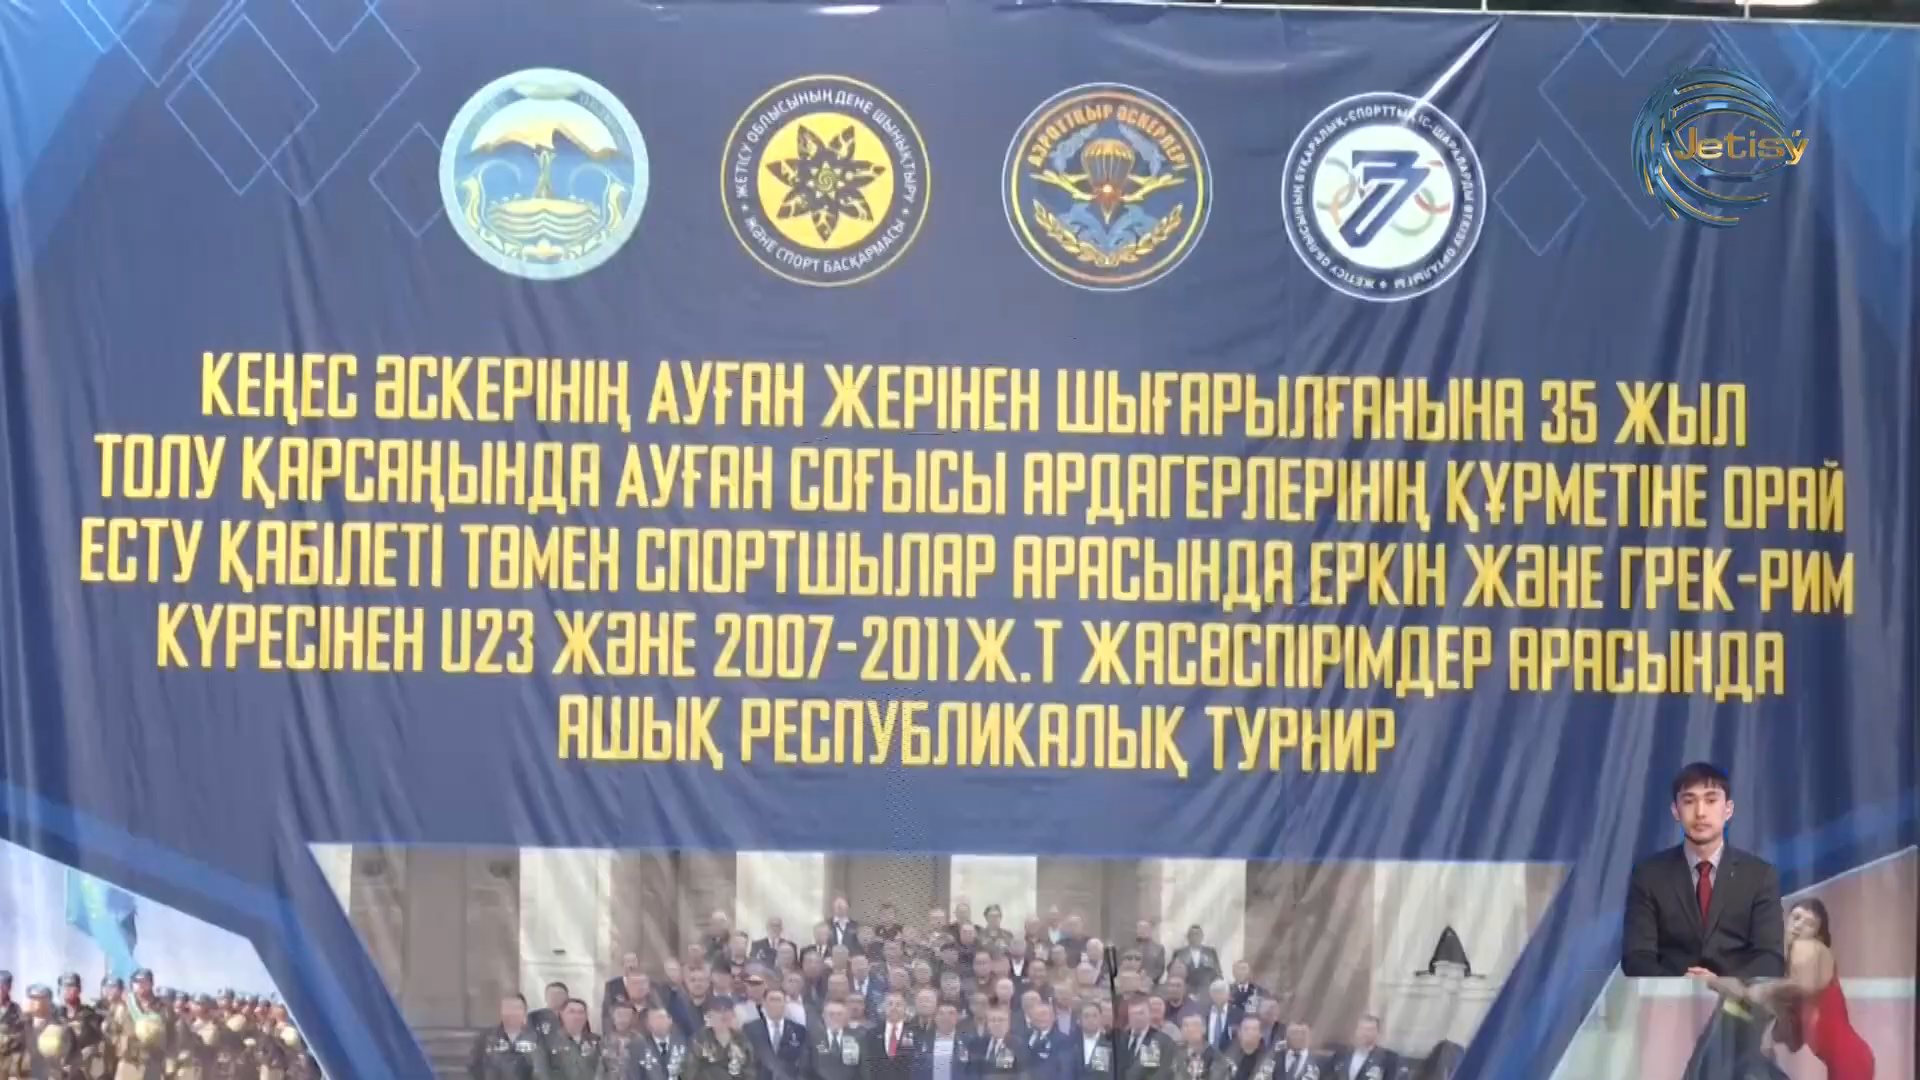 ЖЕТІСУ ОБЛЫСЫНЫҢ ДЕНЕ ШЫНЫҚТЫРУ
ЖӘНЕ СПОРТ БАСҚАРМАСЫ
ӘСКЕРЛЕРІ
7
Jetisý
КЕҢЕС ӘСКЕРІНІҢ АУҒАН ЖЕРІНЕН ШЫҒАРЫЛҒАНЫНА 35 ЖЫЛ
ТОЛУ ҚАРСАҢЫНДА АУҒАН СОҒЫСЫ АРДАГЕРЛЕРІНІҢ ҚҰРМЕТІНЕ ОРАЙ
ЕСТУ ҚАБІЛЕТІ ТӨМЕН СПОРТШЫЛАР АРАСЫНДА ЕРКІН ЖӘНЕ ГРЕК-РИМ
КҮРЕСІНЕН U23 ЖӘНЕ 2007-2011Ж.Т ЖАСӨСПІРІМДЕР АРАСЫНДА
АШЫҚ РЕСПУБЛИКАЛЫҚ ТУРНИР